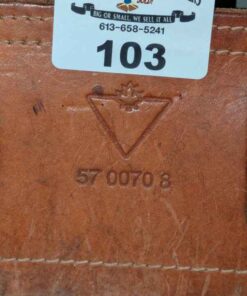 BIG OR SMALL, WE SELL IT ALL
613-658-5241
103
57 0070 8